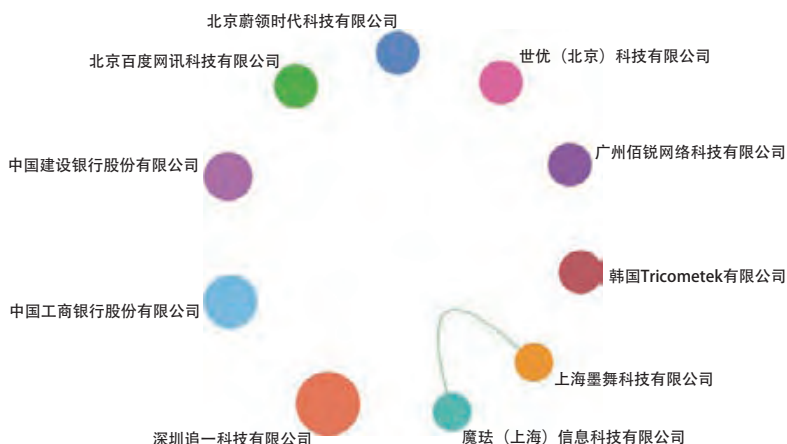 北京蔚领时代科技有限公司
世优（北京）科技有限公司
北京百度网讯科技有限公司
广州佰锐网络科技有限公司
中国建设银行股份有限公司
韩国Tricometek有限公司
中国工商银行股份有限公司
上海墨舞科技有限公司
深圳追一科技有限公司
魔珐（上海）信息科技有限公司